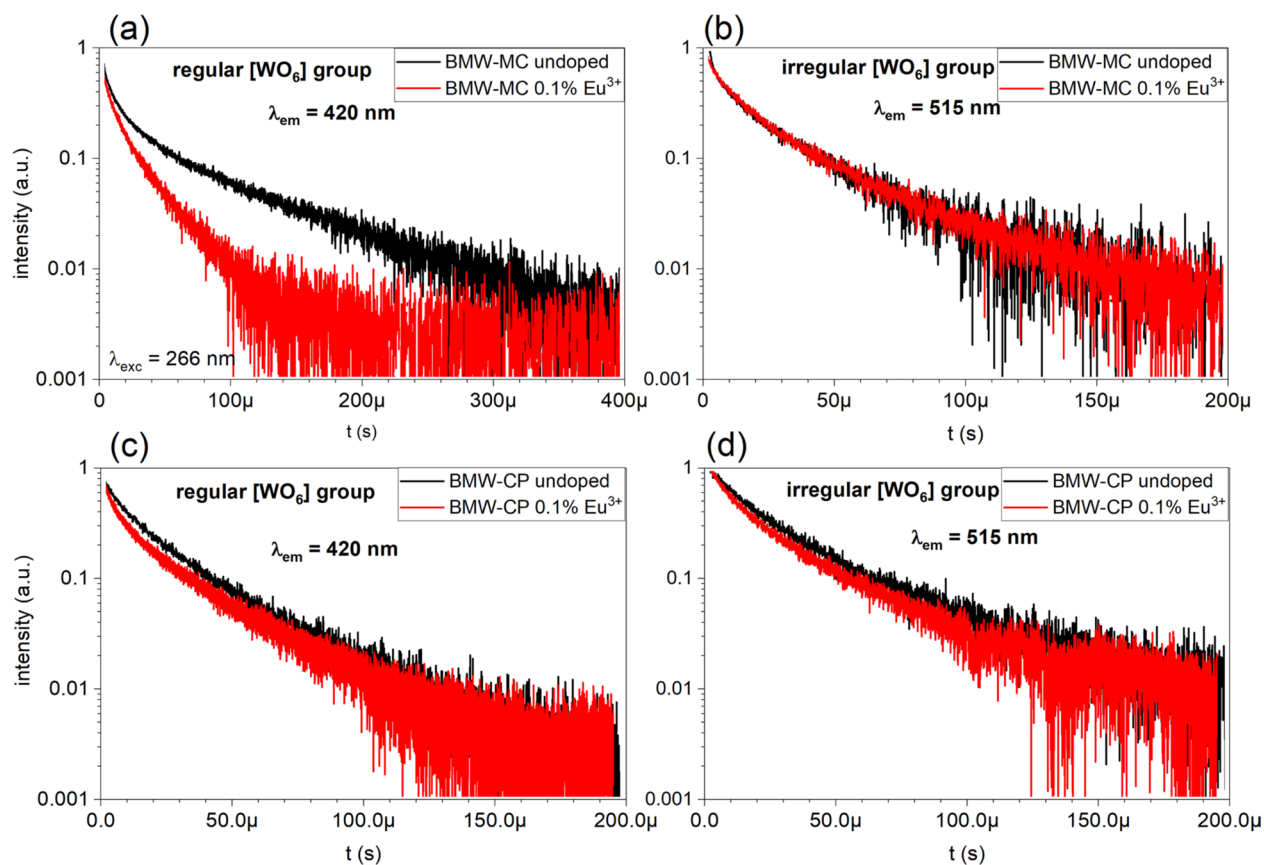 (a)
regular [WO₆] group
BMW-MC undoped
BMW-MC 0.1% Eu³⁺
λem = 420 nm
λexc = 266 nm
intensity (a.u.)
1
0.1
0.01
0.001
0
100µ
200µ
300µ
400µ
t (s)
(b)
irregular [WO₆] group
BMW-MC undoped
BMW-MC 0.1% Eu³⁺
λem = 515 nm
1
0.1
0.01
0.001
0
50µ
100µ
150µ
200µ
t (s)
(c)
regular [WO₆] group
BMW-CP undoped
BMW-CP 0.1% Eu³⁺
λem = 420 nm
intensity (a.u.)
1
0.1
0.01
0.001
0.0
50.0µ
100.0µ
150.0µ
200.0µ
t (s)
(d)
irregular [WO₆] group
BMW-CP undoped
BMW-CP 0.1% Eu³⁺
λem = 515 nm
1
0.1
0.01
0.001
0.0
50.0µ
100.0µ
150.0µ
200.0µ
t (s)